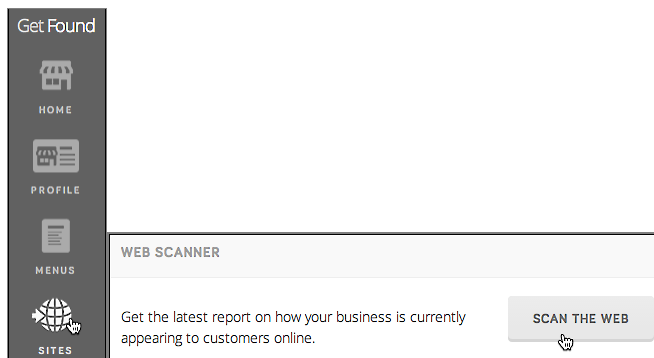 Get Found
HOME
PROFILE
MENUS
SITES
WEB SCANNER
Get the latest report on how your business is currently
appearing to customers online.
SCAN THE WEB